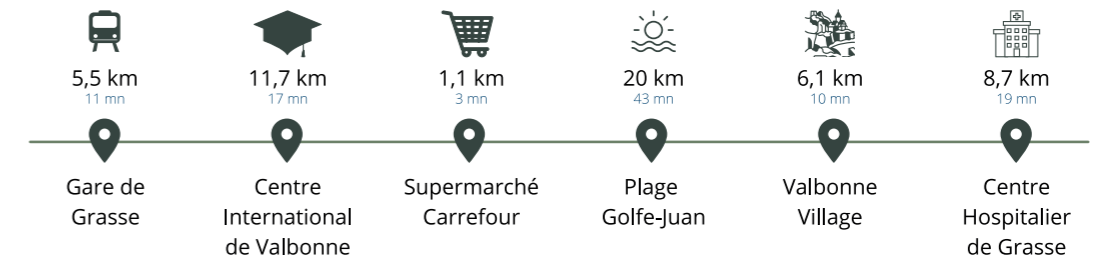 5,5 km
11 mn
Gare de
Grasse
11,7 km
17 mn
Centre
International
de Valbonne
1,1 km
3 mn
Supermarché
Carrefour
20 km
43 mn
Plage
Golfe-Juan
6,1 km
10 mn
Valbonne
Village
8,7 km
19 mn
Centre
Hospitalier
de Grasse